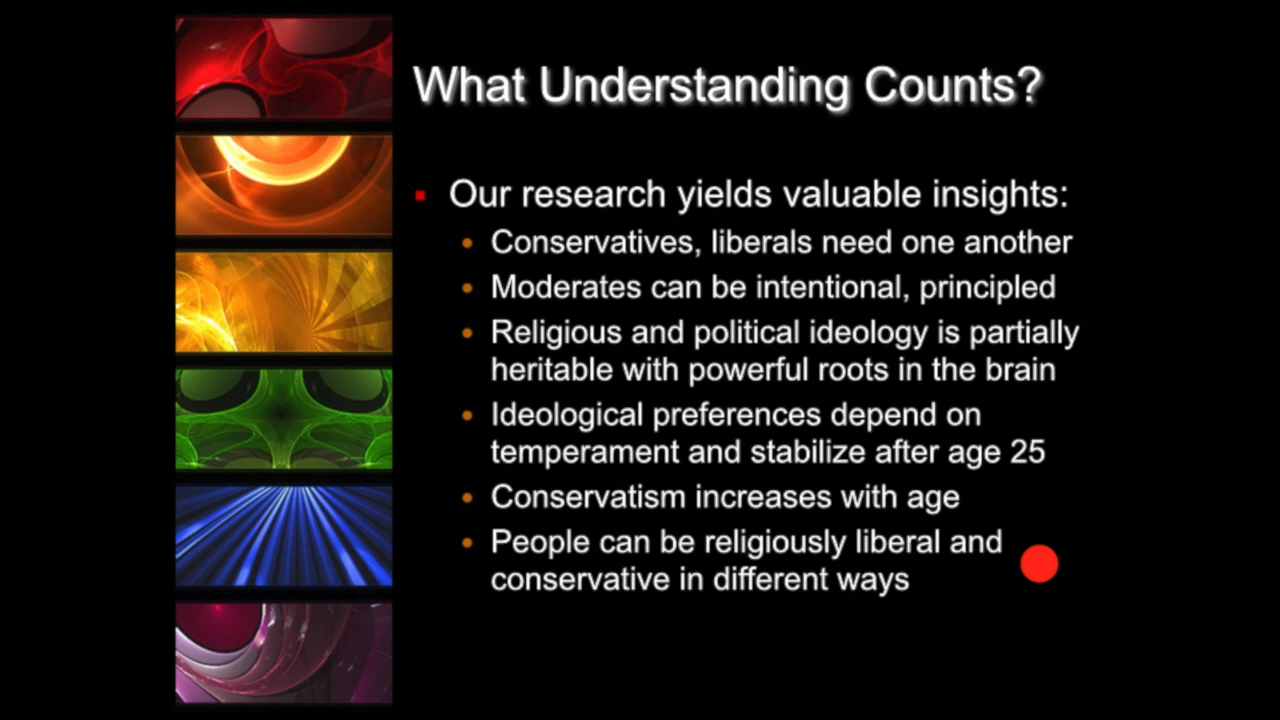 What Understanding Counts?
Our research yields valuable insights:
Conservatives, liberals need one another
Moderates can be intentional, principled
Religious and political ideology is partially
heritable with powerful roots in the brain
Ideological preferences depend on
temperament and stabilize after age 25
Conservatism increases with age
People can be religiously liberal and
conservative in different ways